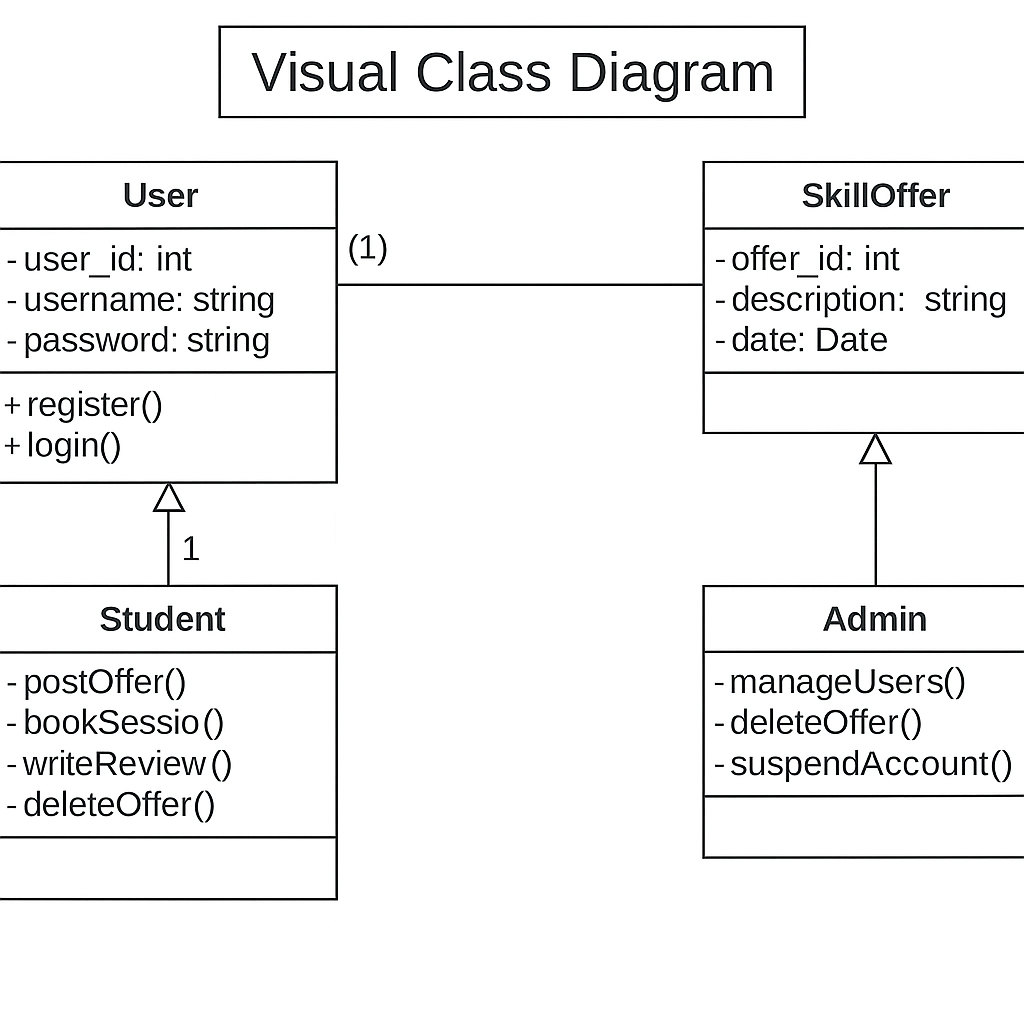 Visual Class Diagram
User
- user_id: int
- username: string
- password: string
+ register()
+ login()
(1)
SkillOffer
- offer_id: int
- description: string
- date: Date
1
Student
- postOffer()
- bookSessio()
- writeReview()
- deleteOffer()
Admin
- manageUsers()
- deleteOffer()
- suspendAccount()